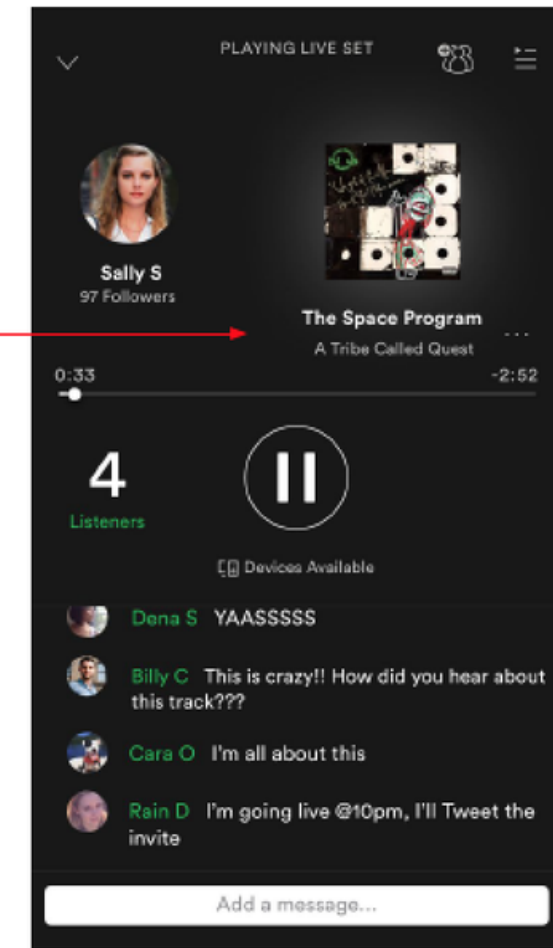 PLAYING LIVE SET
Sally S
97 Followers
The Space Program
A Tribe Called Quest
...
0:33
-2:52
4
Listeners
Devices Available
Dena S YAASSSSS
Billy C This is crazy!! How did you hear about
this track???
Cara O I'm all about this
Rain D I'm going live @10pm, I'll Tweet the
invite
Add a message...